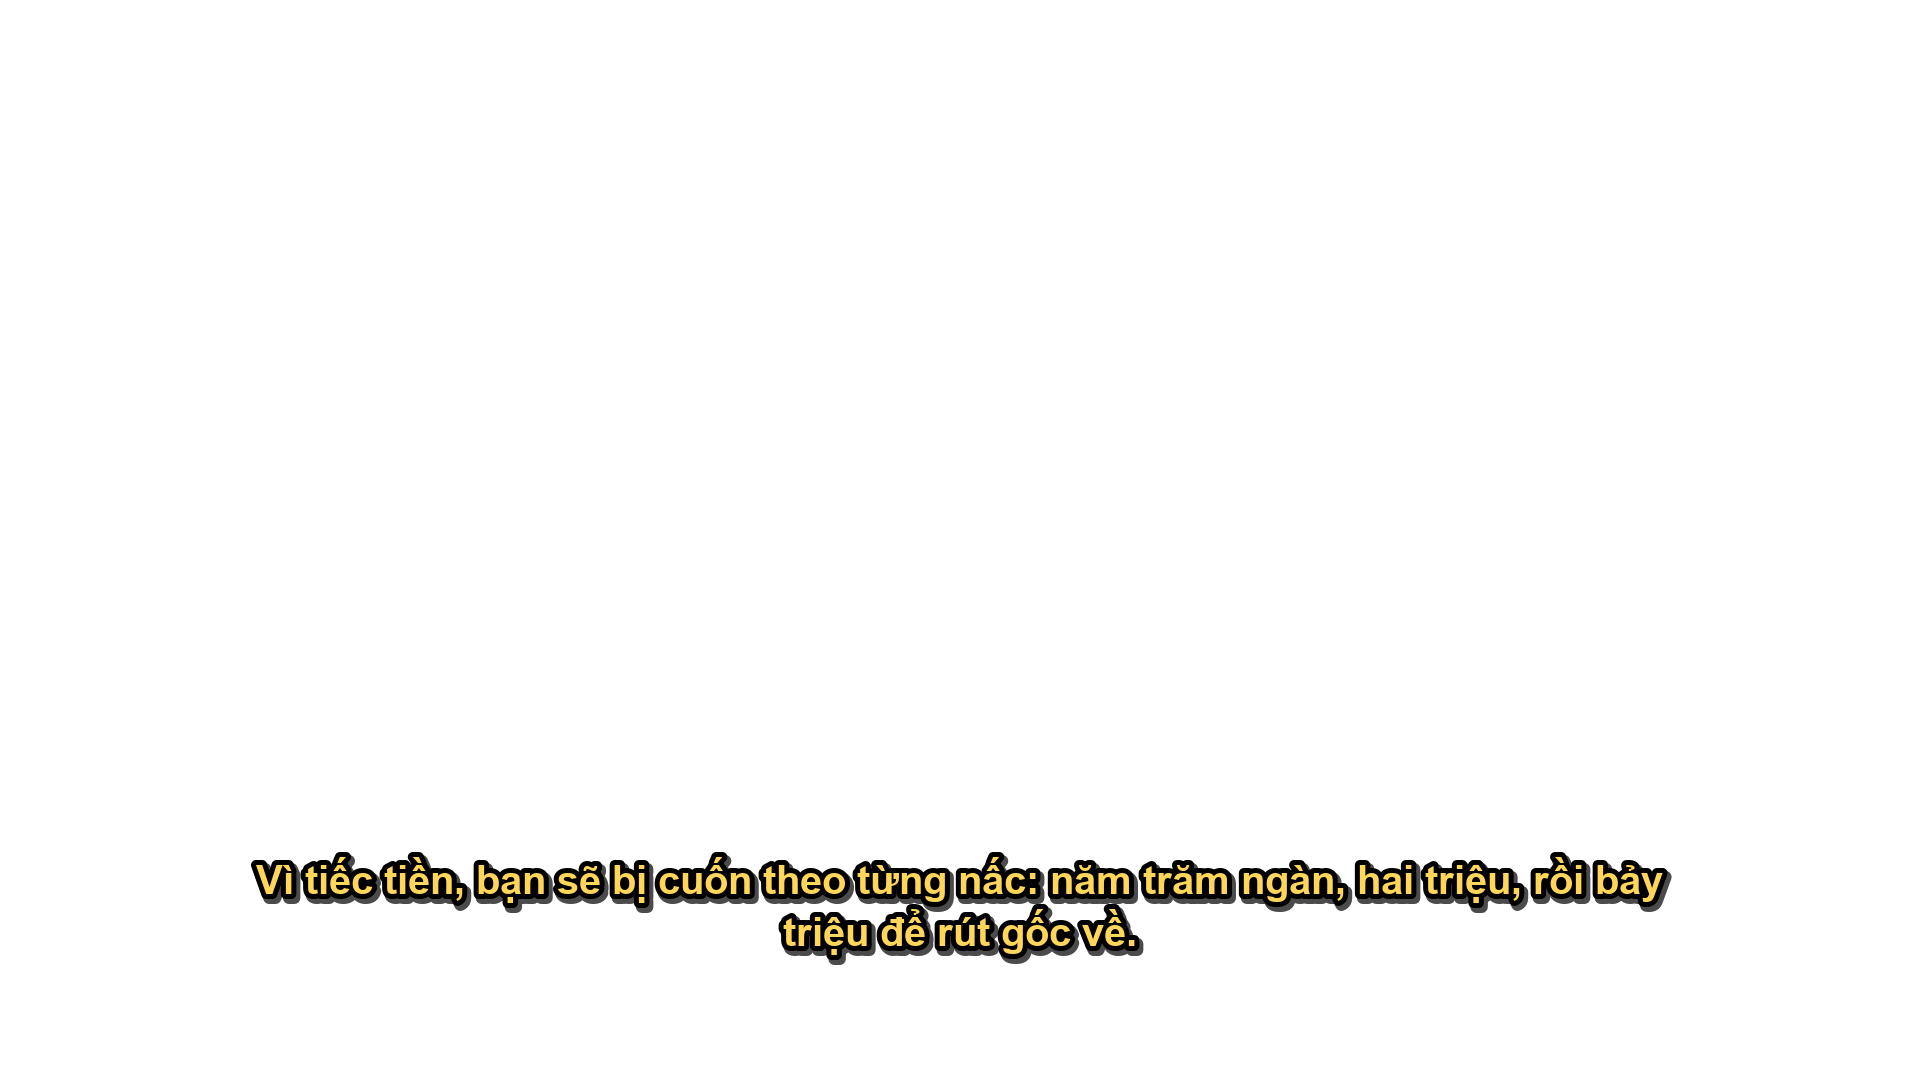 Vì tiếc tiền, bạn sẽ bị cuốn theo từng nấc: năm trăm ngàn, hai triệu, rồi bảy
triệu để rút gốc về.